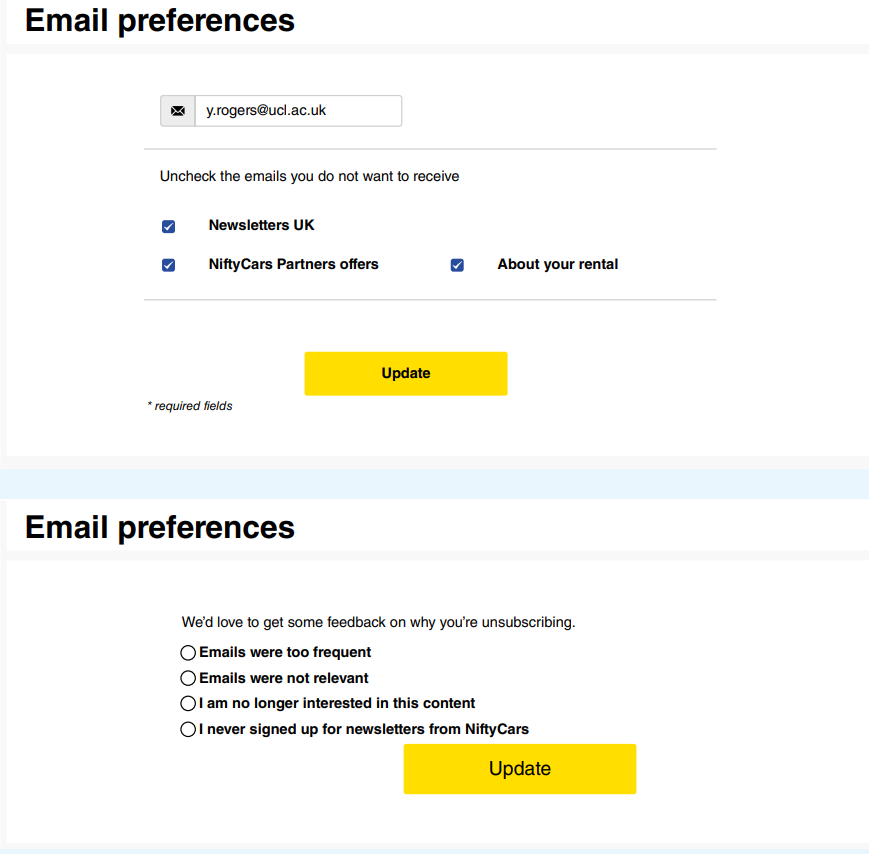 Email preferences
y.rogers@ucl.ac.uk
Uncheck the emails you do not want to receive
Newsletters UK
NiftyCars Partners offers About your rental
Update
* required fields
Email preferences
We'd love to get some feedback on why you're unsubscribing.
Emails were too frequent
Emails were not relevant
I am no longer interested in this content
I never signed up for newsletters from NiftyCars
Update